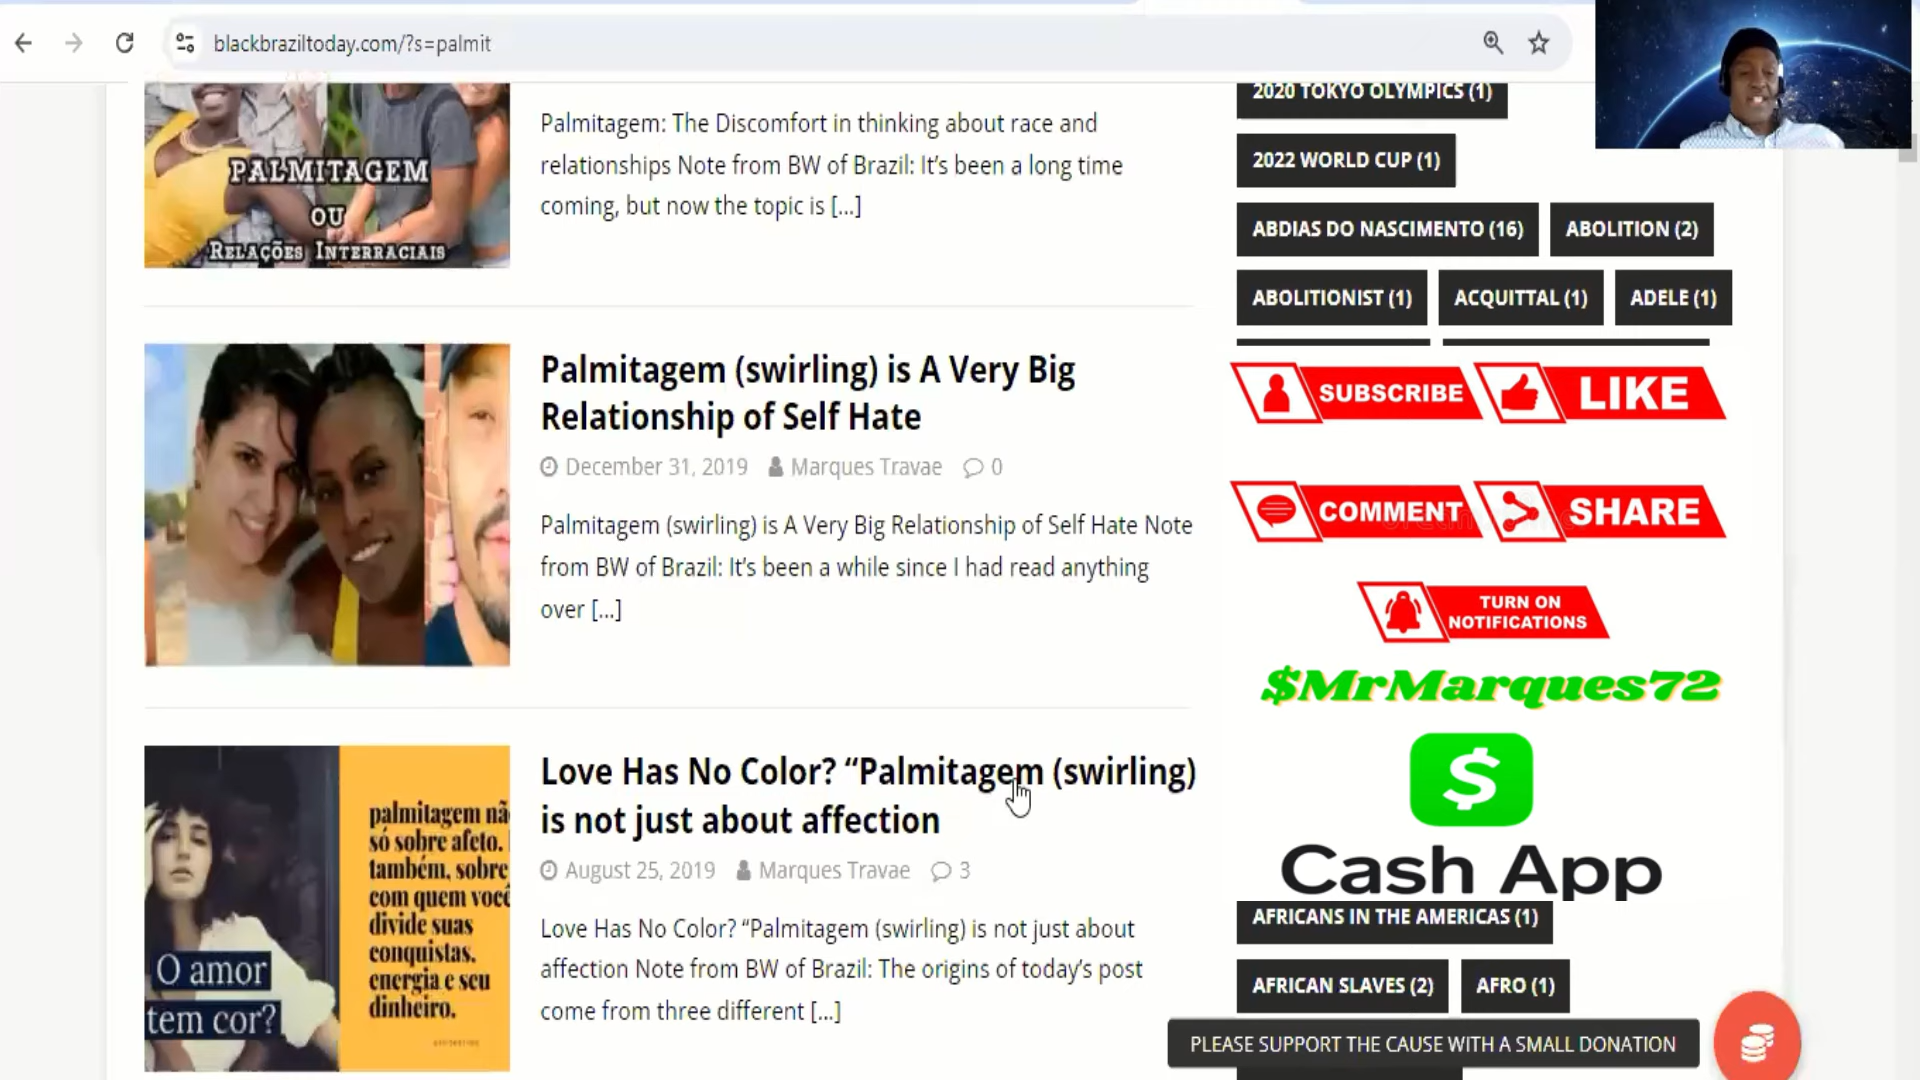 blackbraziltoday.com/?s=palmit
PALMITAGEM
OU
RELAÇÕES INTERRACIAIS
Palmitagem: The Discomfort in thinking about race and
relationships Note from BW of Brazil: It's been a long time
coming, but now the topic is [...]
Palmitagem (swirling) is A Very Big
Relationship of Self Hate
December 31, 2019 Marques Travae 0
Palmitagem (swirling) is A Very Big Relationship of Self Hate Note
from BW of Brazil: It's been a while since I had read anything
over [...]
O amor
tem cor?
palmitagem nã
só sobre afeto.
também, sobre
com quem você
divide suas
conquistas.
energia e seu
dinheiro.
Love Has No Color? “Palmitagem (swirling)
is not just about affection
August 25, 2019 Marques Travae 3
Love Has No Color? “Palmitagem (swirling) is not just about
affection Note from BW of Brazil: The origins of today's post
come from three different [...]
2020 TOKYO OLYMPICS (1)
2022 WORLD CUP (1)
ABDIAS DO NASCIMENTO (16) ABOLITION (2)
ABOLITIONIST (1) ACQUITTAL (1) ADELE (1)
SUBSCRIBE LIKE
COMMENT SHARE
TURN ON
NOTIFICATIONS
$MrMarques72
$
Cash App
AFRICANS IN THE AMERICAS (1)
AFRICAN SLAVES (2) AFRO (1)
PLEASE SUPPORT THE CAUSE WITH A SMALL DONATION